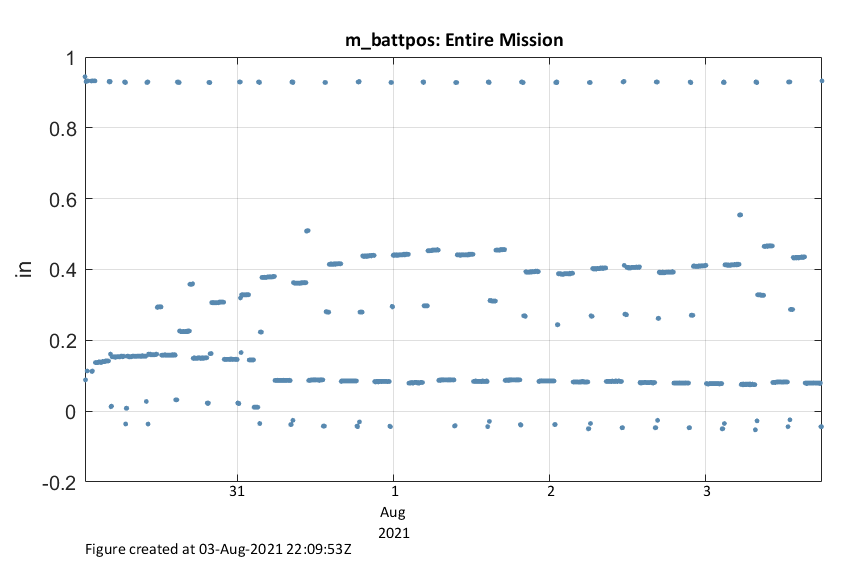 m_battpos: Entire Mission
1
0.8
0.6
0.4
0.2
0
-0.2
in
31 1 2 3
Aug
2021
Figure created at 03-Aug-2021 22:09:53Z